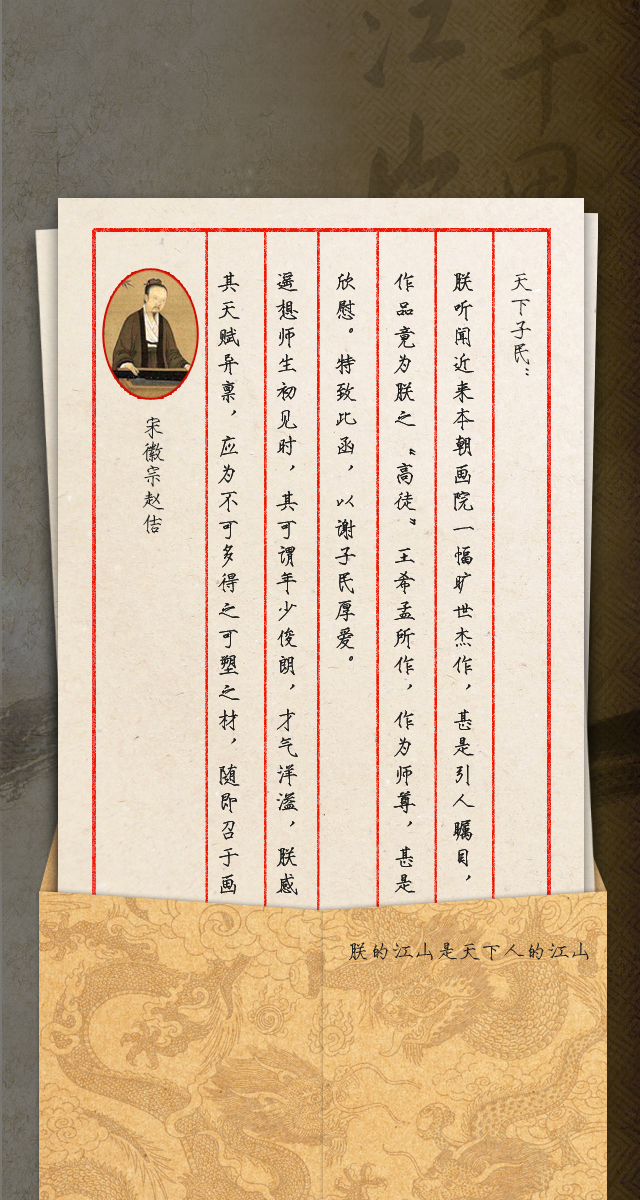 千里
江山
天下子民：
朕听闻近来本朝画院一幅旷世杰作，甚是引人瞩目，
作品竟为朕之“高徒”王希孟所作，作为师尊，甚是
欣慰。特致此函，以谢子民厚爱。
遥想师生初见时，其可谓年少俊朗，才气洋溢，朕感
其天赋异禀，应为不可多得之可塑之材，随即召于画
宋徽宗赵佶
朕的江山是天下人的江山